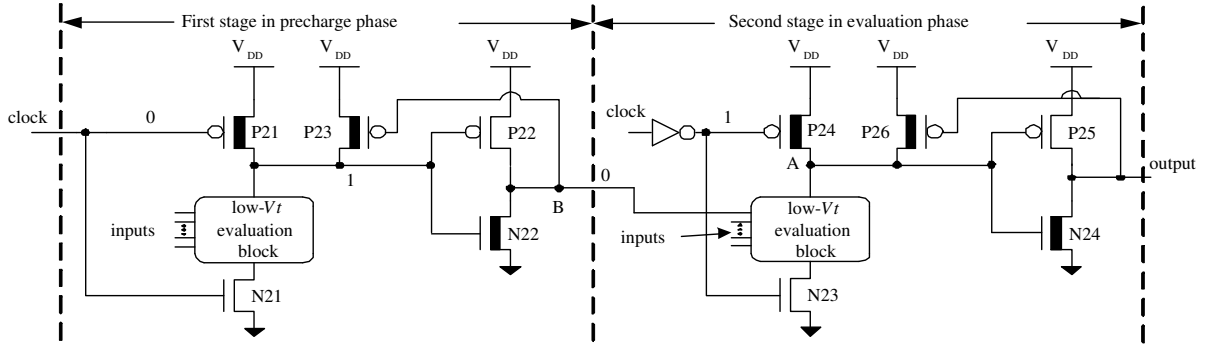 First stage in precharge phase
Second stage in evaluation phase
V DD
V DD
V DD
V DD
V DD
V DD
clock
0
P21
P23
P22
clock
1
P24
P26
P25
1
A
0
B
output
inputs
low-Vt
evaluation
block
N22
inputs
low-Vt
evaluation
block
N24
N21
N23